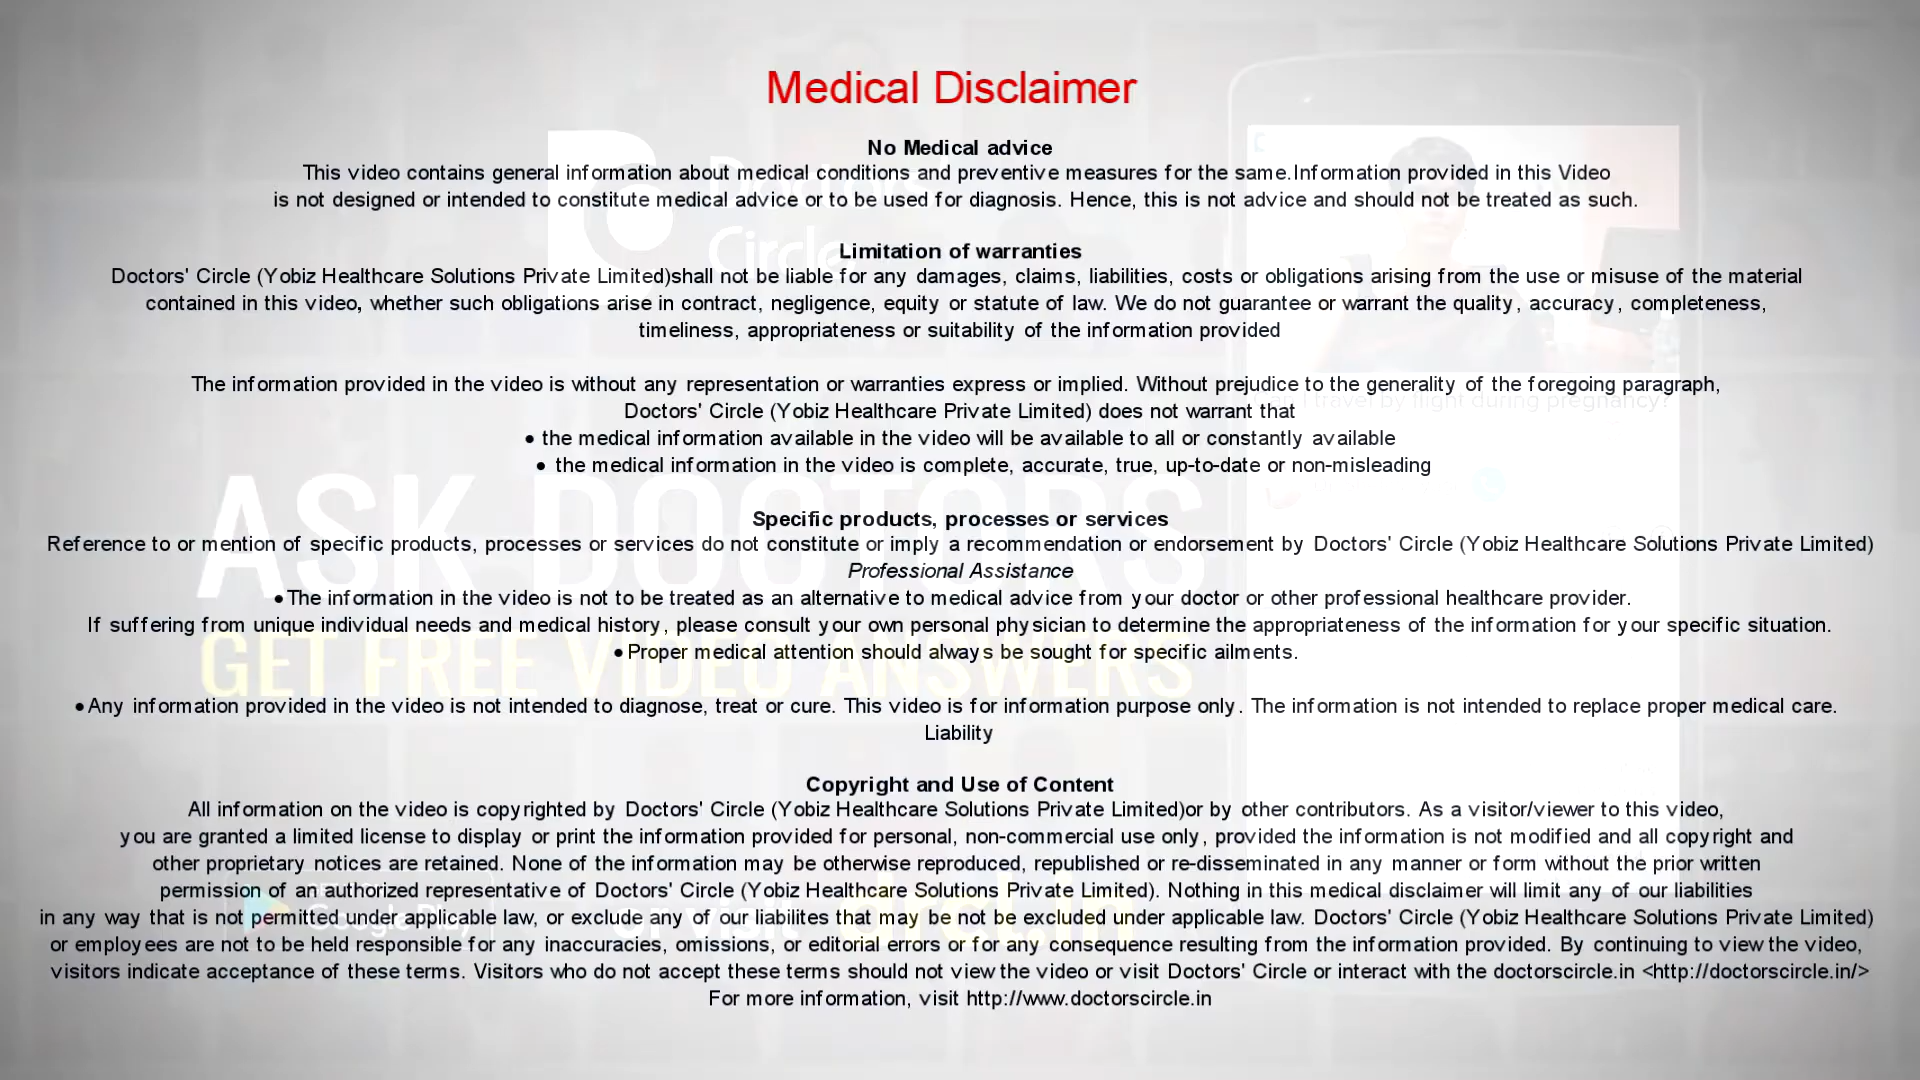 Medical Disclaimer
No Medical advice
This video contains general information about medical conditions and preventive measures for the same.Information provided in this Video
is not designed or intended to constitute medical advice or to be used for diagnosis. Hence, this is not advice and should not be treated as such.
Limitation of warranties
Doctors' Circle (Yobiz Healthcare Solutions Private Limited)shall not be liable for any damages, claims, liabilities, costs or obligations arising from the use or misuse of the material
contained in this video, whether such obligations arise in contract, negligence, equity or statute of law. We do not guarantee or warrant the quality, accuracy, completeness,
timeliness, appropriateness or suitability of the information provided
The information provided in the video is without any representation or warranties express or implied. Without prejudice to the generality of the foregoing paragraph,
Doctors' Circle (Yobiz Healthcare Private Limited) does not warrant that
• the medical information available in the video will be available to all or constantly available
• the medical information in the video is complete, accurate, true, up-to-date or non-misleading
Specific products, processes or services
Reference to or mention of specific products, processes or services do not constitute or imply a recommendation or endorsement by Doctors' Circle (Yobiz Healthcare Solutions Private Limited)
Professional Assistance
•The information in the video is not to be treated as an alternative to medical advice from your doctor or other professional healthcare provider.
If suffering from unique individual needs and medical history, please consult your own personal physician to determine the appropriateness of the information for your specific situation.
•Proper medical attention should always be sought for specific ailments.
•Any information provided in the video is not intended to diagnose, treat or cure. This video is for information purpose only. The information is not intended to replace proper medical care.
Liability
Copyright and Use of Content
All information on the video is copyrighted by Doctors' Circle (Yobiz Healthcare Solutions Private Limited)or by other contributors. As a visitor/viewer to this video,
you are granted a limited license to display or print the information provided for personal, non-commercial use only, provided the information is not modified and all copyright and
other proprietary notices are retained. None of the information may be otherwise reproduced, republished or re-disseminated in any manner or form without the prior written
permission of an authorized representative of Doctors' Circle (Yobiz Healthcare Solutions Private Limited). Nothing in this medical disclaimer will limit any of our liabilities
in any way that is not permitted under applicable law, or exclude any of our liabilites that may be not be excluded under applicable law. Doctors' Circle (Yobiz Healthcare Solutions Private Limited)
or employees are not to be held responsible for any inaccuracies, omissions, or editorial errors or for any consequence resulting from the information provided. By continuing to view the video,
visitors indicate acceptance of these terms. Visitors who do not accept these terms should not view the video or visit Doctors' Circle or interact with the doctorscircle.in <http://doctorscircle.in/>
For more information, visit http://www.doctorscircle.in
Doctors'
Circle
Can I travel by flight during pregnancy?
ASK DOCTORS
GET FREE VIDEO ANSWERS
Google Play
or visit drcl.in